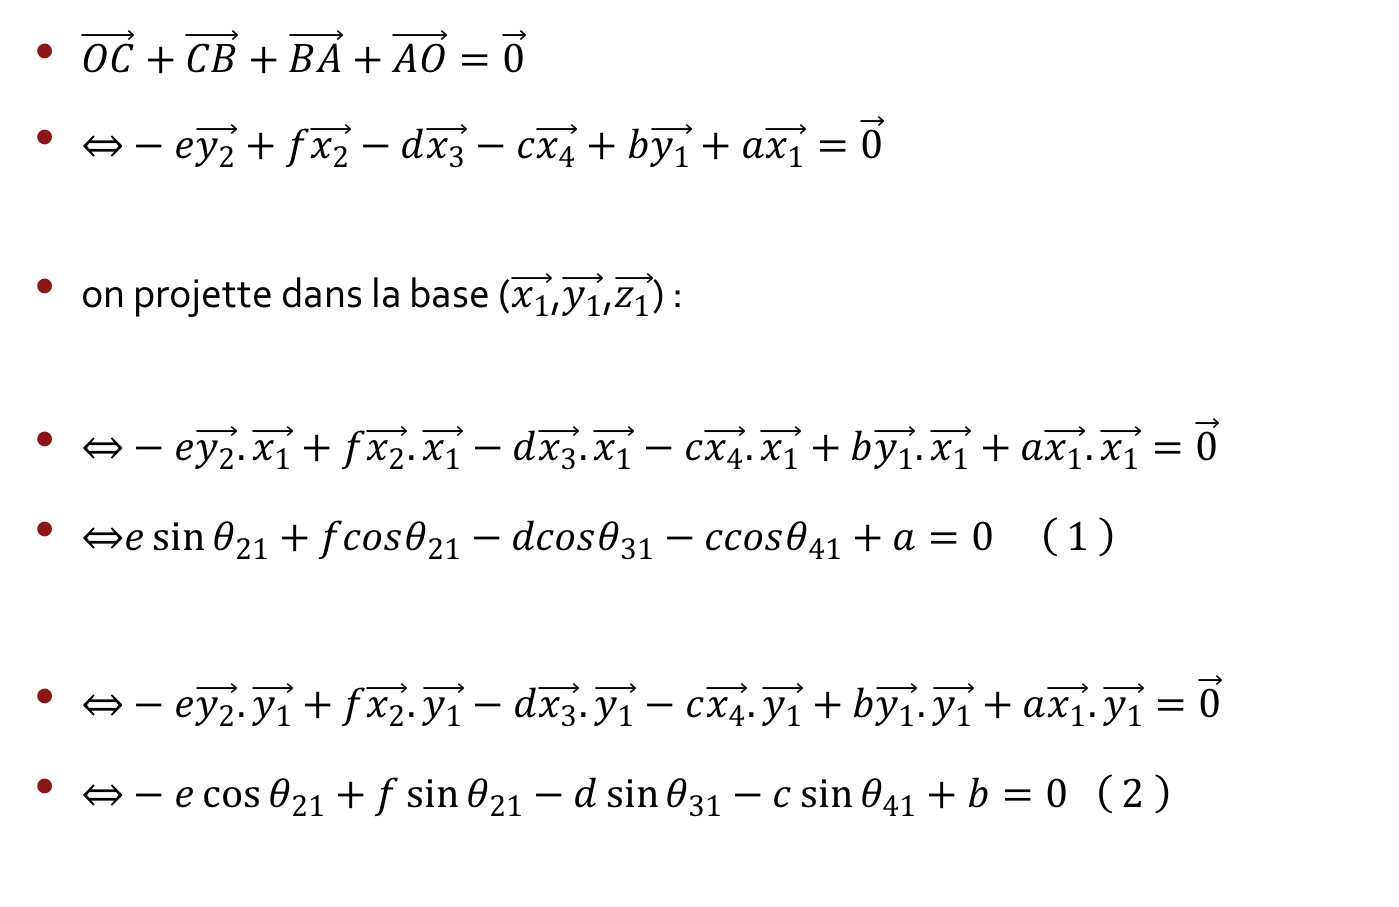 • $\overrightarrow{OC} + \overrightarrow{CB} + \overrightarrow{BA} + \overrightarrow{AO} = \vec{0}$
• $\Leftrightarrow - e\overrightarrow{y_2} + f\overrightarrow{x_2} - d\overrightarrow{x_3} - c\overrightarrow{x_4} + b\overrightarrow{y_1} + a\overrightarrow{x_1} = \vec{0}$
• on projette dans la base $(\overrightarrow{x_1},\overrightarrow{y_1},\overrightarrow{z_1})$ :
• $\Leftrightarrow - e\overrightarrow{y_2}.\overrightarrow{x_1} + f\overrightarrow{x_2}.\overrightarrow{x_1} - d\overrightarrow{x_3}.\overrightarrow{x_1} - c\overrightarrow{x_4}.\overrightarrow{x_1} + b\overrightarrow{y_1}.\overrightarrow{x_1} + a\overrightarrow{x_1}.\overrightarrow{x_1} = \vec{0}$
• $\Leftrightarrow e \sin \theta_{21} + fcos\theta_{21} - dcos\theta_{31} - ccos\theta_{41} + a = 0$ ( 1 )
• $\Leftrightarrow - e\overrightarrow{y_2}.\overrightarrow{y_1} + f\overrightarrow{x_2}.\overrightarrow{y_1} - d\overrightarrow{x_3}.\overrightarrow{y_1} - c\overrightarrow{x_4}.\overrightarrow{y_1} + b\overrightarrow{y_1}.\overrightarrow{y_1} + a\overrightarrow{x_1}.\overrightarrow{y_1} = \vec{0}$
• $\Leftrightarrow - e \cos \theta_{21} + f \sin \theta_{21} - d \sin \theta_{31} - c \sin \theta_{41} + b = 0$ ( 2 )